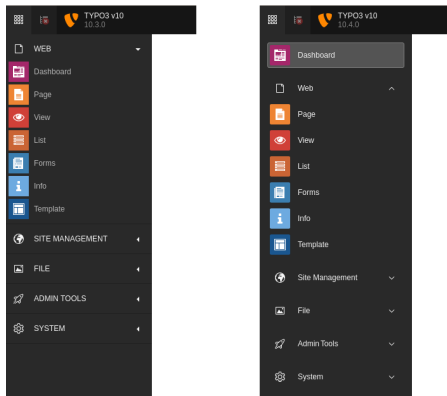 TYPO3 v10
10.3.0
WEB
Dashboard
Page
View
List
Forms
Info
Template
SITE MANAGEMENT
FILE
ADMIN TOOLS
SYSTEM
TYPO3 v10
10.4.0
Dashboard
Web
Page
View
List
Forms
Info
Template
Site Management
File
Admin Tools
System